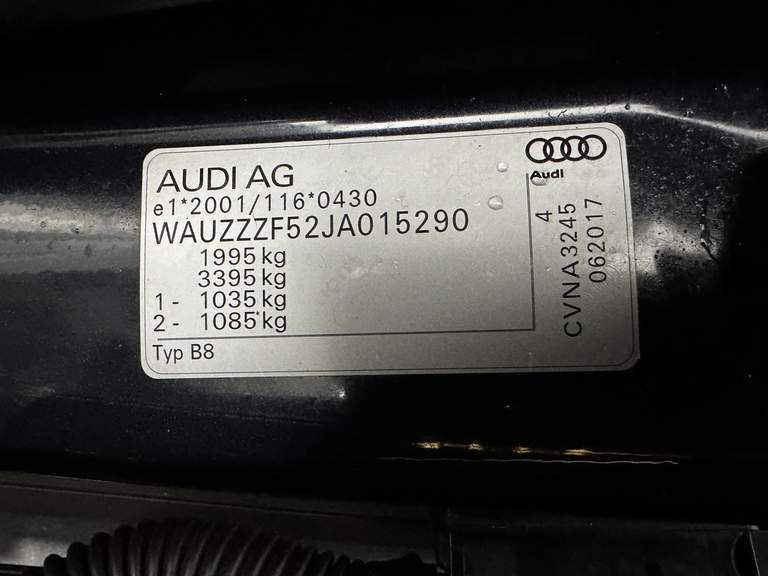 AUDI AG
e1*2001/116*0430
WAUZZZF52JA015290
1995 kg
3395 kg
1 - 1035 kg
2 - 1085 kg
Typ B8
Audi
4
CVNA3245
062017